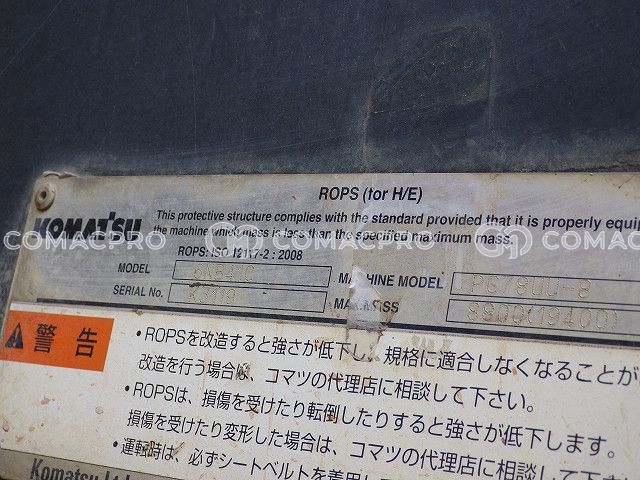 ROPS (for H/E)
KOMATSU
This protective structure complies with the standard provided that it is properly equip
the machine which mass is less than the specified maximum mass.
COMACPRO COMACPRO COMACPRO
ROPS: ISO 12117-2 : 2008
MODEL MACHINE MODEL
SERIAL No. MASS 8900(19400)
警告
•ROPSを改造すると強さが低下し、規格に適合しなくなることが
改造を行う場合は、コマツの代理店に相談して下さい。
•ROPSは、損傷を受けたり転倒したりすると強さが低下します。
損傷を受けたり変形した場合は、コマツの代理店に相談して
•運転時は、必ずシートベルトを着用し
Komatsu Ltd